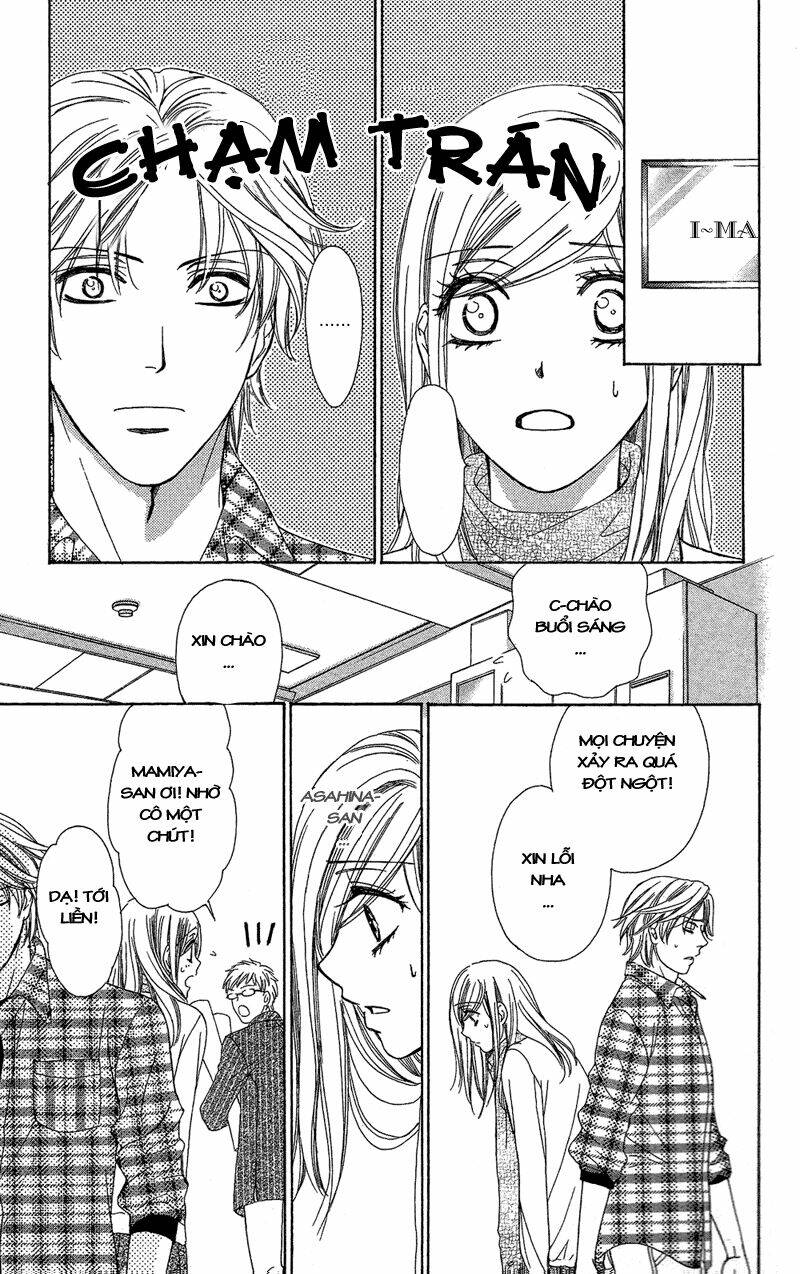 I~MA
CHẠM TRÁN
......
C-CHÀO
BUỔI SÁNG
...
XIN CHÀO
...
MỌI CHUYỆN
XẢY RA QUÁ
ĐỘT NGỘT!
XIN LỖI
NHA
...
ASAHINA-
SAN
...
MAMIYA-
SAN ƠI! NHỜ
CÔ MỘT
CHÚT!
DẠ! TỚI
LIỀN!
!!!